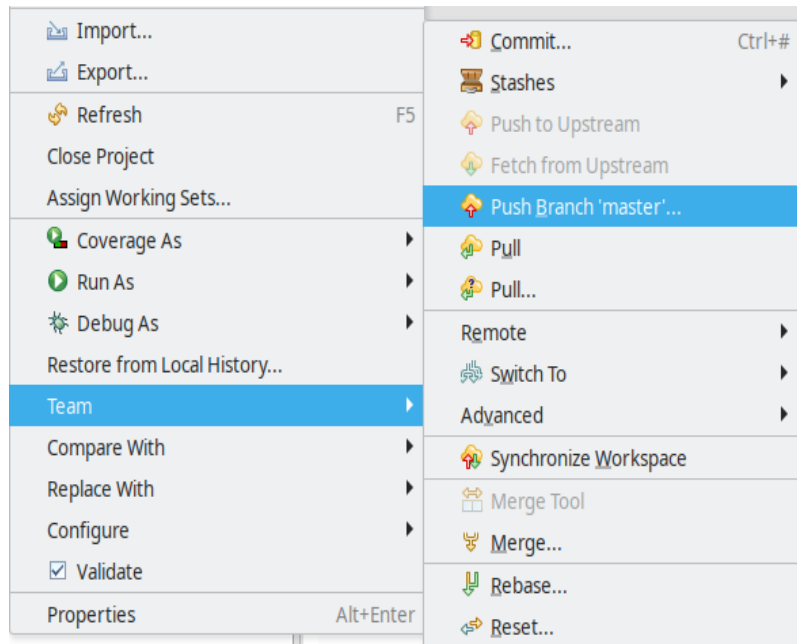 Import...
Export...
Refresh F5
Close Project
Assign Working Sets...
Coverage As
Run As
Debug As
Restore from Local History...
Team
Compare With
Replace With
Configure
Validate
Properties Alt+Enter
Commit... Ctrl+#
Stashes
Push to Upstream
Fetch from Upstream
Push Branch 'master'...
Pull
Pull...
Remote
Switch To
Advanced
Synchronize Workspace
Merge Tool
Merge...
Rebase...
Reset...